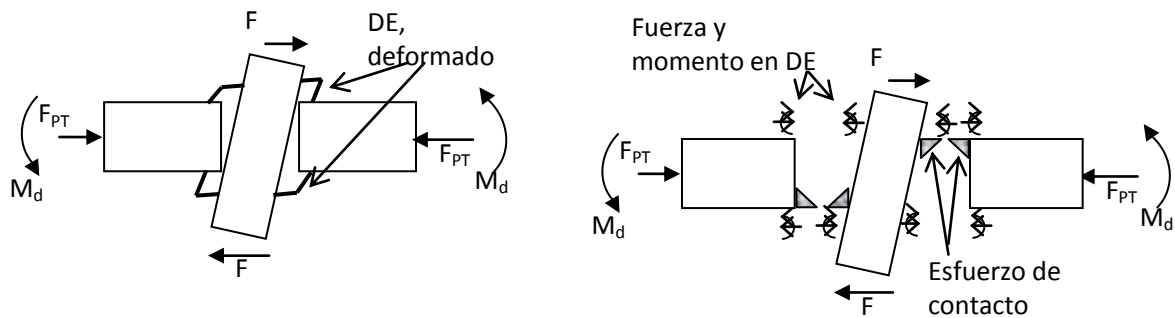 F
DE,
deformado
F_PT
M_d
F_PT
M_d
F
Fuerza y
momento en DE
F
F_PT
M_d
F_PT
M_d
F
Esfuerzo de
contacto